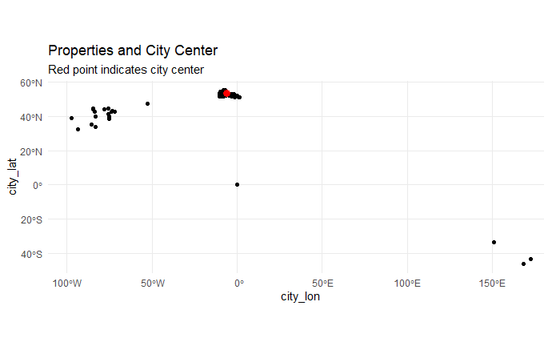 Properties and City Center
Red point indicates city center
60°N
40°N
20°N
0°
20°S
40°S
city_lat
100°W
50°W
0°
50°E
100°E
150°E
city_lon